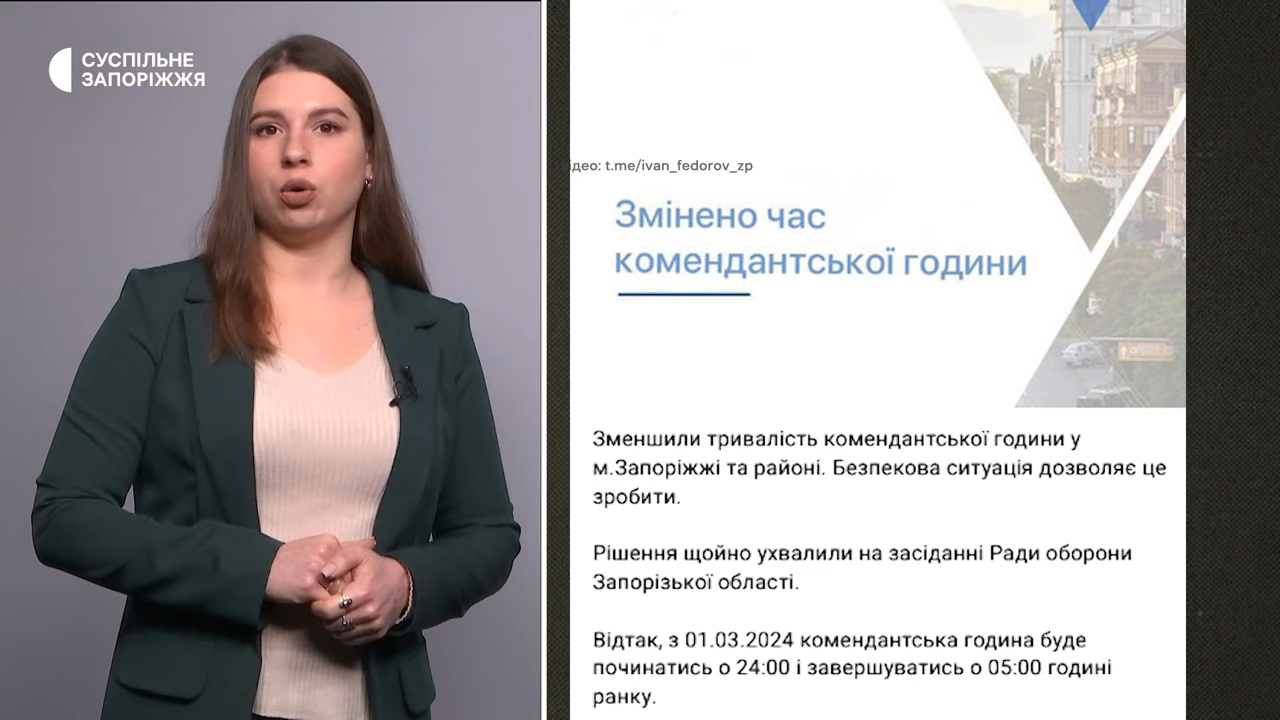 СУСПІЛЬНЕ
ЗАПОРІЖЖЯ
ідео: t.me/ivan_fedorov_zp
Змінено час
комендантської години
Зменшили тривалість комендантської години у
м.Запоріжжі та районі. Безпекова ситуація дозволяє це
зробити.
Рішення щойно ухвалили на засіданні Ради оборони
Запорізької області.
Відтак, з 01.03.2024 комендантська година буде
починатись о 24:00 і завершуватись о 05:00 годині
ранку.